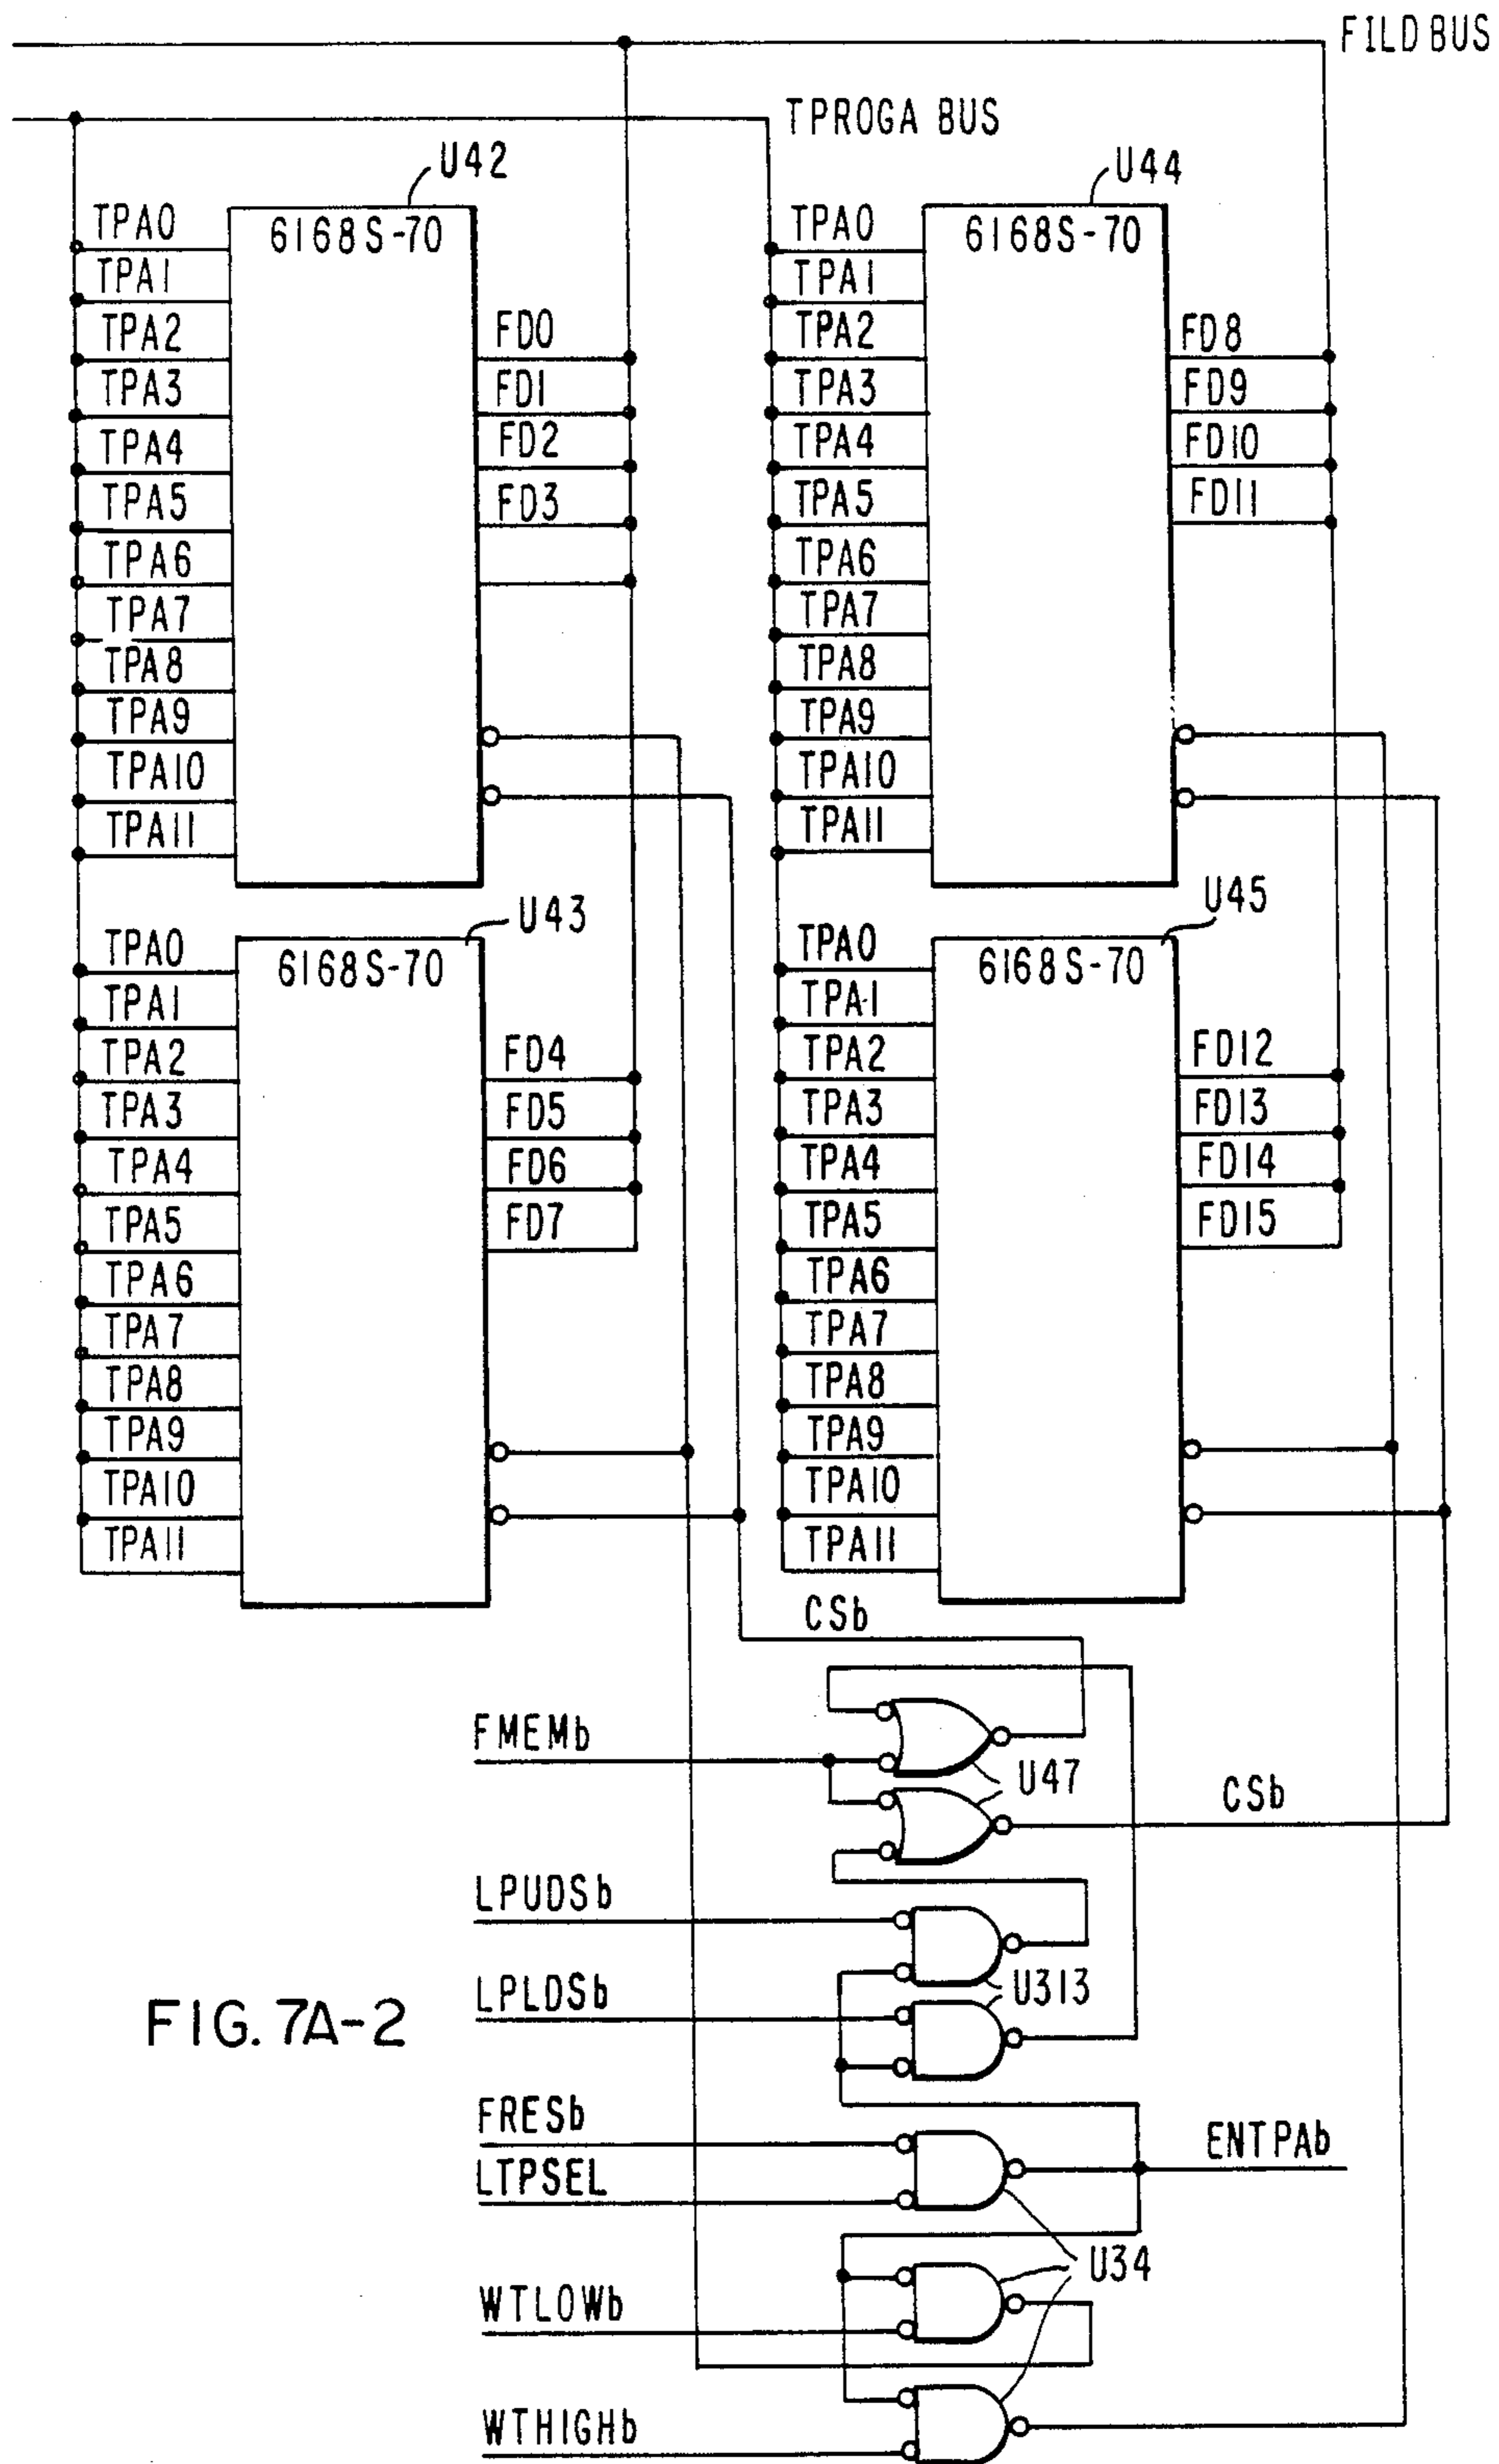 FILD BUS
TPROGA BUS
U42
6168S-70
TPA0
TPA1
TPA2
TPA3
TPA4
TPA5
TPA6
TPA7
TPA8
TPA9
TPA10
TPA11
FD0
FD1
FD2
FD3
U44
6168S-70
TPA0
TPA1
TPA2
TPA3
TPA4
TPA5
TPA6
TPA7
TPA8
TPA9
TPA10
TPA11
FD8
FD9
FD10
FD11
U43
6168S-70
TPA0
TPA1
TPA2
TPA3
TPA4
TPA5
TPA6
TPA7
TPA8
TPA9
TPA10
TPA11
FD4
FD5
FD6
FD7
U45
6168S-70
TPA0
TPA1
TPA2
TPA3
TPA4
TPA5
TPA6
TPA7
TPA8
TPA9
TPA10
TPA11
FD12
FD13
FD14
FD15
CSb
FMEMb
U47
CSb
LPUDSb
U313
LPLDSb
FIG. 7A-2
FRESb
LTPSEL
ENTPAb
U34
WTLOWb
WTHIGHb